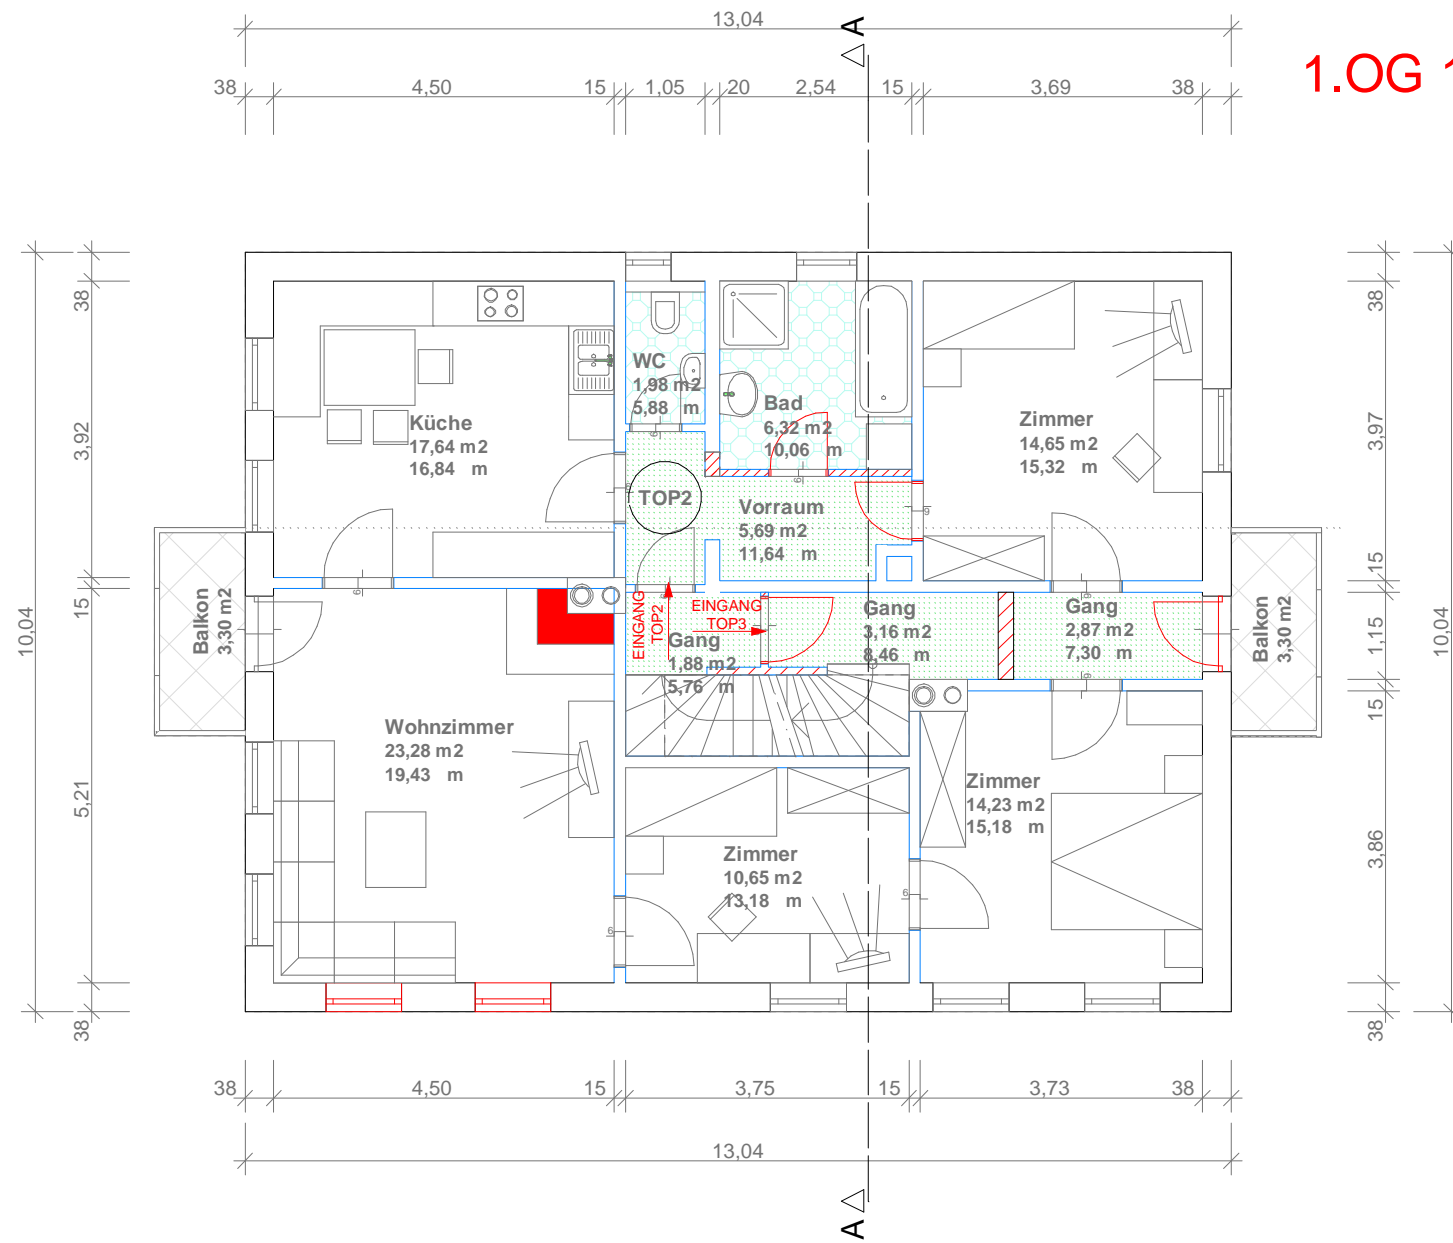 13,04
A
1.OG
38
4,50
15
1,05
20
2,54
15
3,69
38
38
3,92
15
5,21
38
10,04
38
3,97
15
1,15
15
3,86
38
10,04
WC
1,98 m2
5,88 m
Bad
6,32 m2
10,06 m
Küche
17,64 m2
16,84 m
Zimmer
14,65 m2
15,32 m
TOP2
Vorraum
5,69 m2
11,64 m
Balkon
3,30 m2
EINGANG
TOP2
EINGANG
TOP3
Gang
1,88 m2
5,76 m
Gang
3,16 m2
8,46 m
Gang
2,87 m2
7,30 m
Balkon
3,30 m2
Wohnzimmer
23,28 m2
19,43 m
Zimmer
14,23 m2
15,18 m
Zimmer
10,65 m2
13,18 m
38
4,50
15
3,75
15
3,73
38
13,04
A